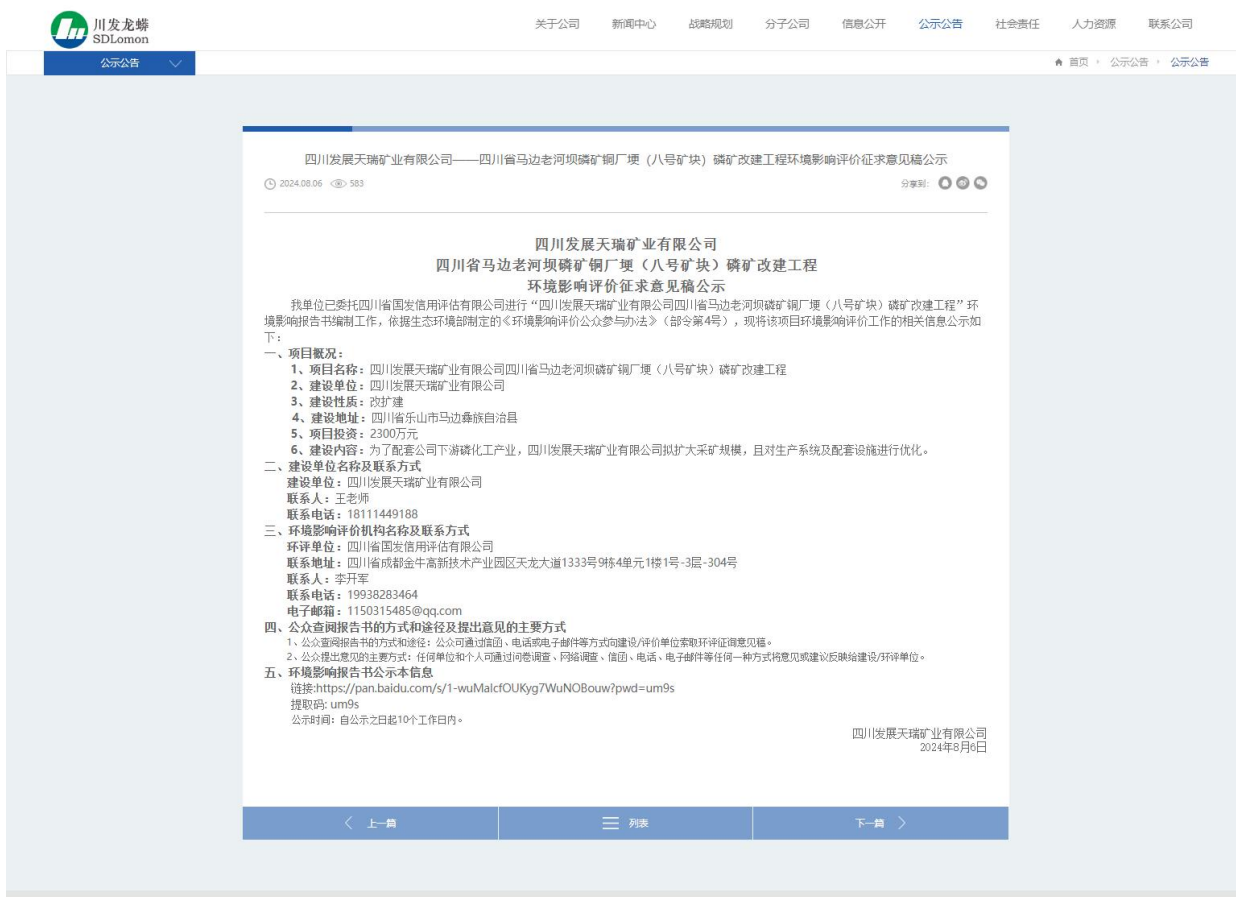 川发龙蟒
SDLomon
关于公司 新闻中心 战略规划 分子公司 信息公开 公示公告 社会责任 人力资源 联系公司
公示公告
首页 公示公告 公示公告
四川发展天瑞矿业有限公司——四川省马边老河坝磷矿铜厂埂（八号矿块）磷矿改建工程环境影响评价征求意见稿公示
2024.08.06 583
分享到:
四川发展天瑞矿业有限公司
四川省马边老河坝磷矿铜厂埂（八号矿块）磷矿改建工程
环境影响评价征求意见稿公示
我单位已委托四川省国发信用评估有限公司进行“四川发展天瑞矿业有限公司四川省马边老河坝磷矿铜厂埂（八号矿块）磷矿改建工程”环
境影响报告书编制工作，依据生态环境部制定的《环境影响评价公众参与办法》（部令第4号），现将该项目环境影响评价工作的相关信息公示如
下：
一、项目概况：
1、项目名称：四川发展天瑞矿业有限公司四川省马边老河坝磷矿铜厂埂（八号矿块）磷矿改建工程
2、建设单位：四川发展天瑞矿业有限公司
3、建设性质：改扩建
4、建设地址：四川省乐山市马边彝族自治县
5、项目投资：2300万元
6、建设内容：为了配套公司下游磷化工产业，四川发展天瑞矿业有限公司拟扩大采矿规模，且对生产系统及配套设施进行优化。
二、建设单位名称及联系方式
建设单位：四川发展天瑞矿业有限公司
联系人：王老师
联系电话：18111449188
三、环境影响评价机构名称及联系方式
环评单位：四川省国发信用评估有限公司
联系地址：四川省成都金牛高新技术产业园区天龙大道1333号9栋4单元1楼1号-3层-304号
联系人：李开军
联系电话：19938283464
电子邮箱：1150315485@qq.com
四、公众查阅报告书的方式和途径及提出意见的主要方式
1、公众查阅报告书的方式和途径：公众可通过信函、电话或电子邮件等方式向建设/评价单位索取环评征询意见稿。
2、公众提出意见的主要方式：任何单位和个人可通过问卷调查、网络调查、信函、电话、电子邮件等任何一种方式将意见或建议反映给建设/环评单位。
五、环境影响报告书公示本信息
链接:https://pan.baidu.com/s/1-wuMalcfOUKyg7WuNOBouw?pwd=um9s
提取码: um9s
公示时间：自公示之日起10个工作日内。
四川发展天瑞矿业有限公司
2024年8月6日
上一篇 列表 下一篇